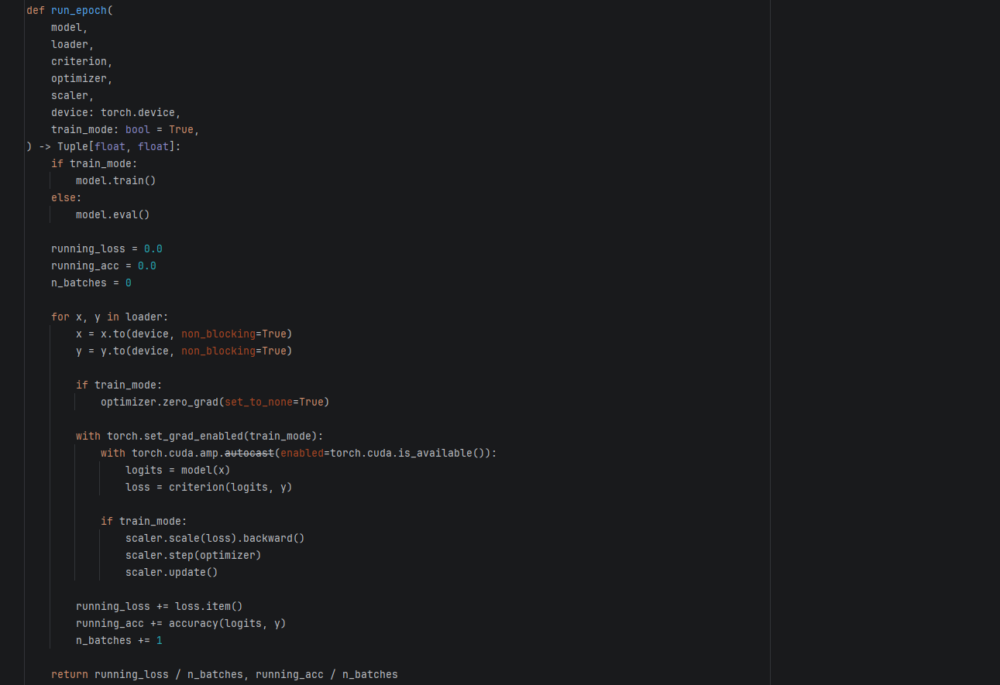 def run_epoch(
    model,
    loader,
    criterion,
    optimizer,
    scaler,
    device: torch.device,
    train_mode: bool = True,
) -> Tuple[float, float]:
    if train_mode:
        model.train()
    else:
        model.eval()

    running_loss = 0.0
    running_acc = 0.0
    n_batches = 0

    for x, y in loader:
        x = x.to(device, non_blocking=True)
        y = y.to(device, non_blocking=True)

        if train_mode:
            optimizer.zero_grad(set_to_none=True)

        with torch.set_grad_enabled(train_mode):
            with torch.cuda.amp.autocast(enabled=torch.cuda.is_available()):
                logits = model(x)
                loss = criterion(logits, y)

            if train_mode:
                scaler.scale(loss).backward()
                scaler.step(optimizer)
                scaler.update()

        running_loss += loss.item()
        running_acc += accuracy(logits, y)
        n_batches += 1

    return running_loss / n_batches, running_acc / n_batches